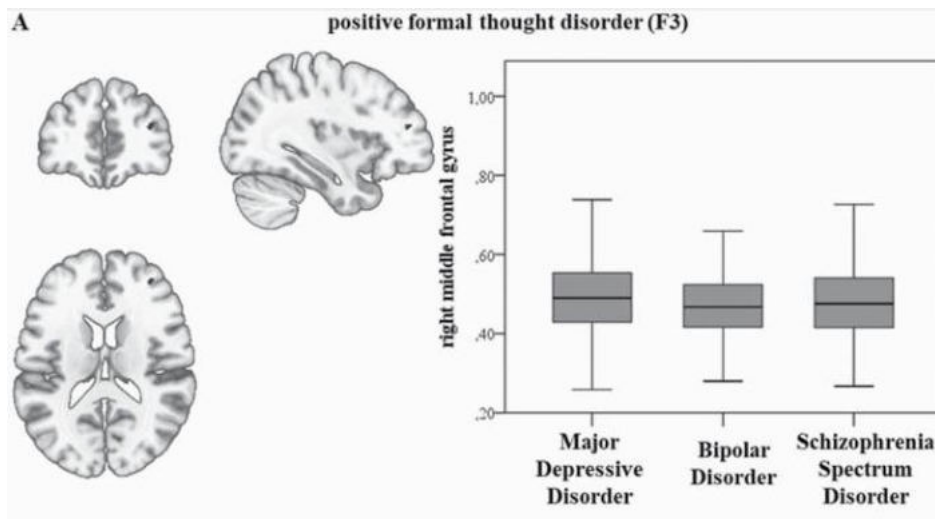 A
positive formal thought disorder (F3)
right middle frontal gyrus
1,00
,80
,60
,40
,20
Major
Depressive
Disorder
Bipolar
Disorder
Schizophrenia
Spectrum
Disorder